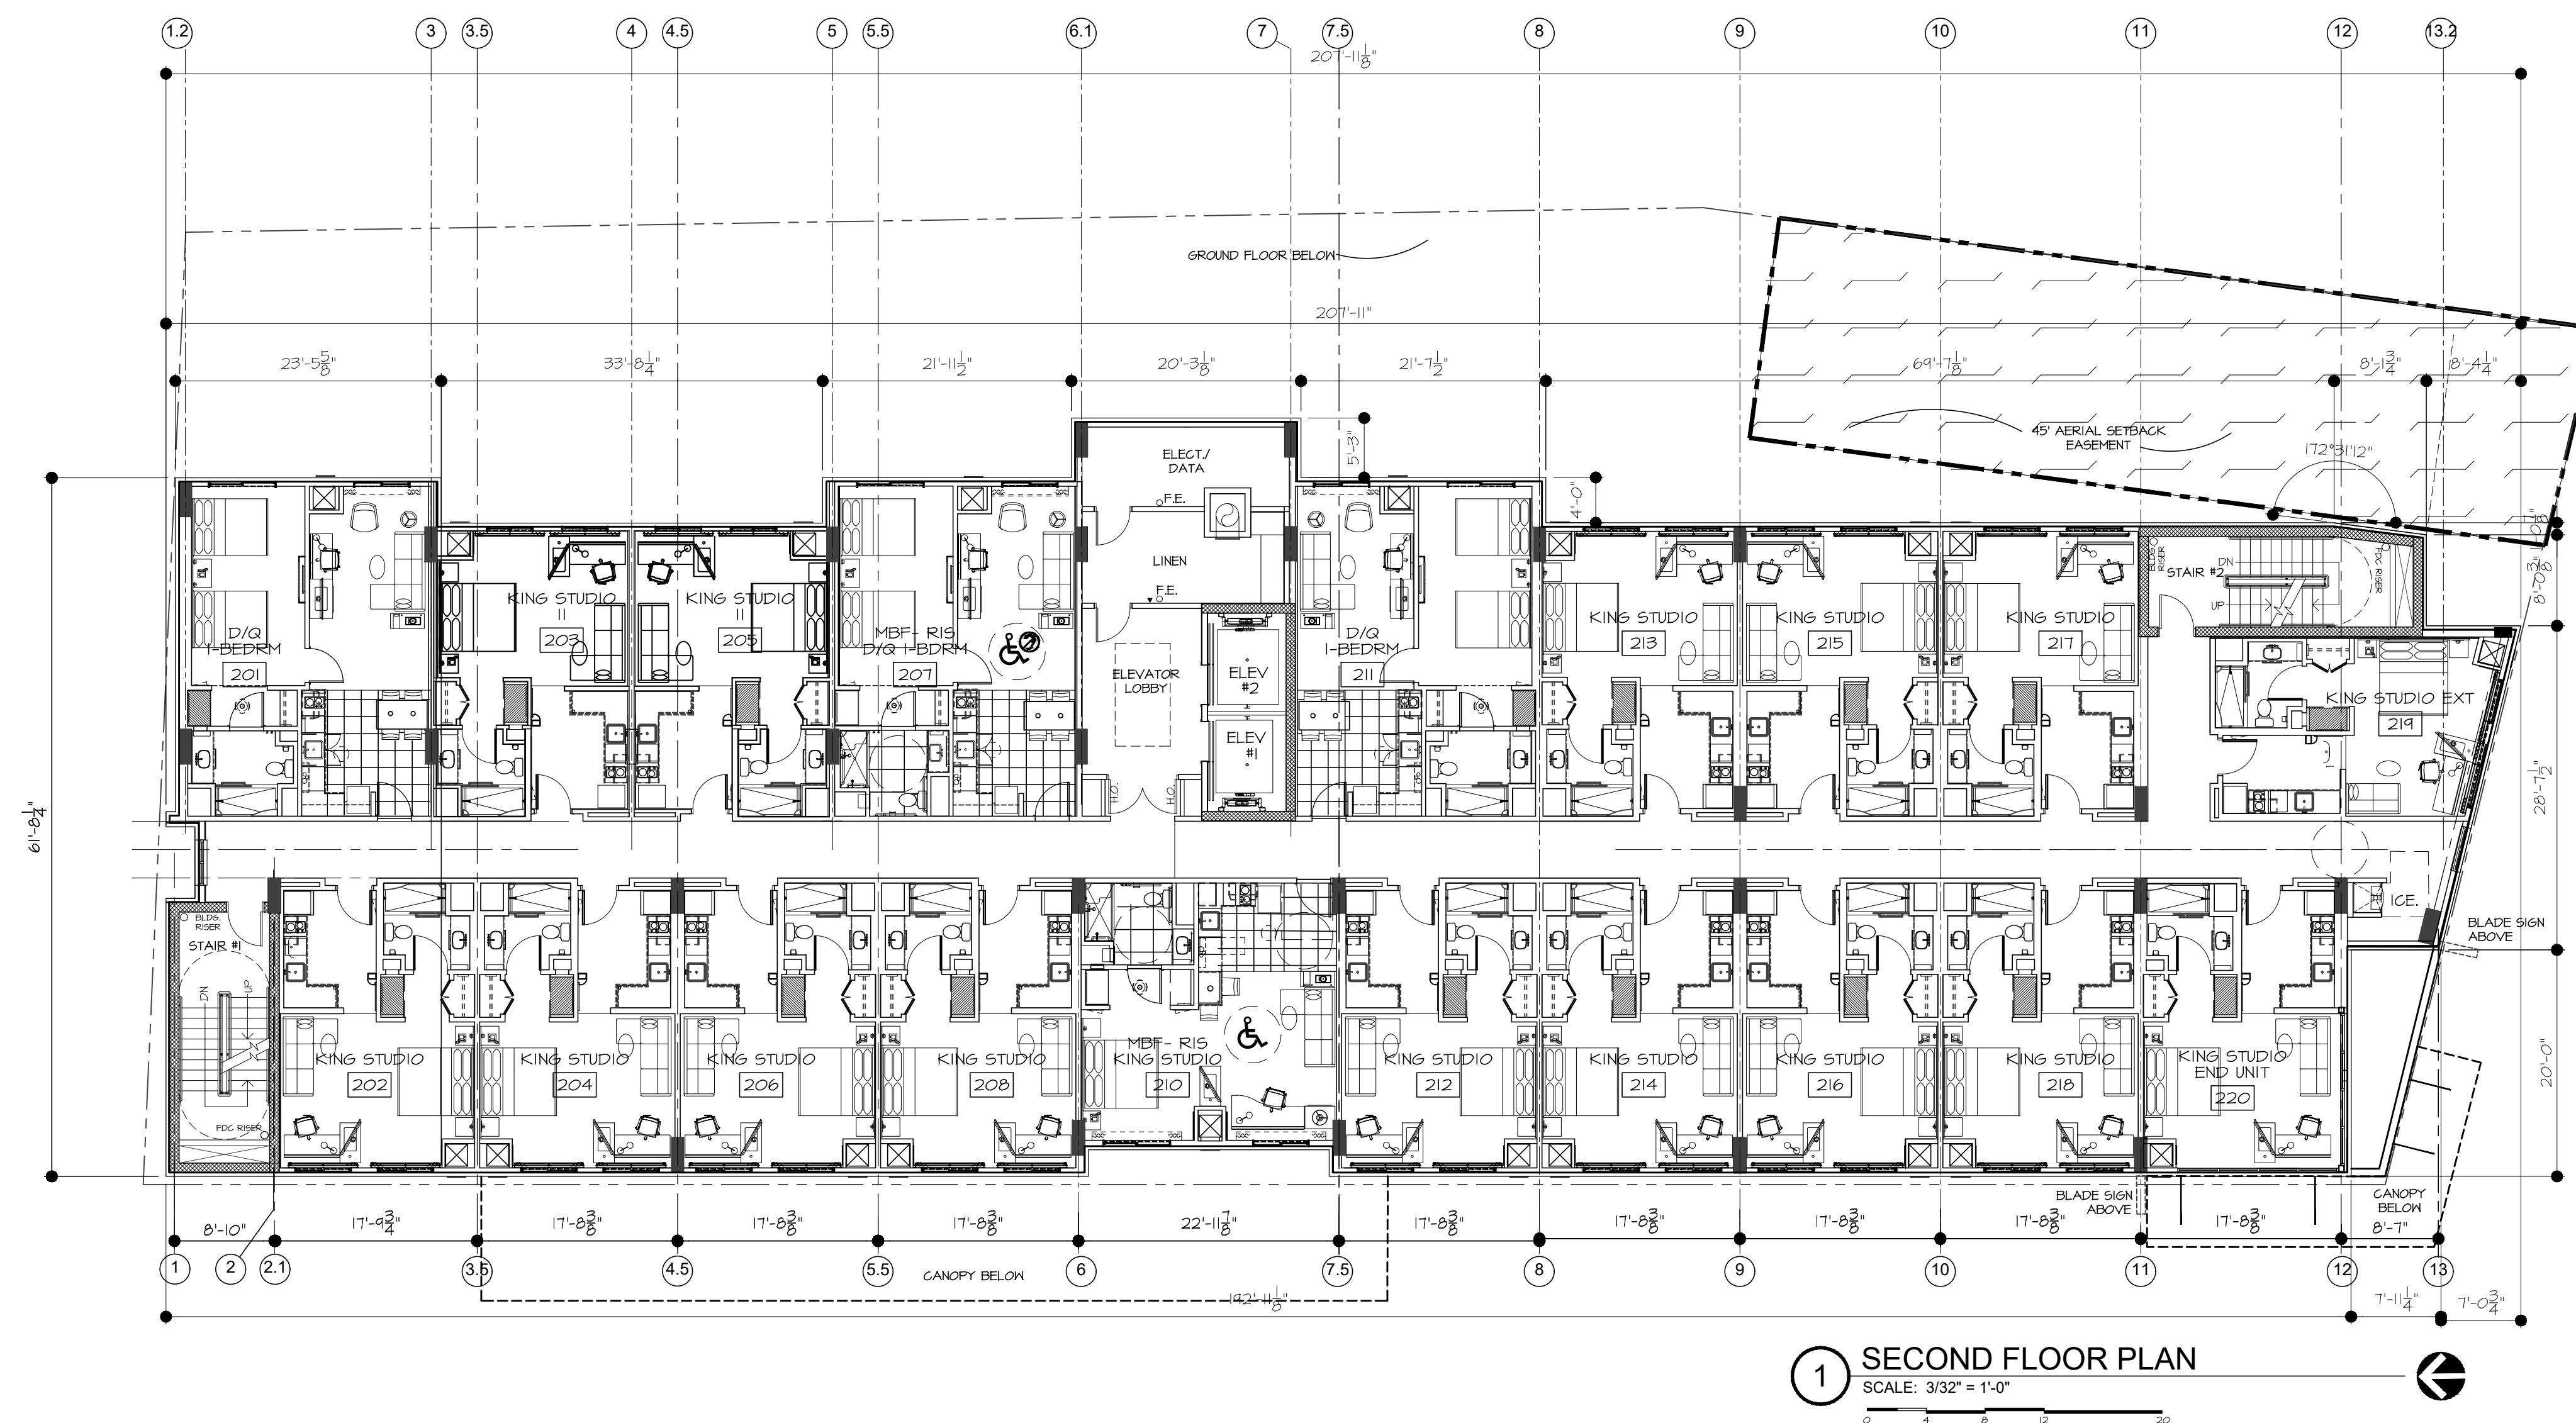 1.2 3 3.5 4 4.5 5 5.5 6.1 7 7.5 8 9 10 11 12 13.2
207'-11 1/8"
GROUND FLOOR BELOW
207'-11"
23'-5 5/8" 33'-8 1/4" 21'-11 1/2" 20'-3 1/8" 21'-7 1/2" 69'-7 1/8" 8'-1 3/4" 18'-4 1/4"
45' AERIAL SETBACK
EASEMENT
172°31'12"
5'-3"
4'-0"
ELECT./
DATA
F.E.
LINEN
F.E.
BLDG.
RISER
STAIR #2
DN
UP
FDC RISER
8'-0 3/8"
D/Q
1-BEDRM
201
KING STUDIO
II
203
KING STUDIO
II
205
MBF- RIS
D/Q 1-BDRM
207
ELEVATOR
LOBBY
ELEV
#2
ELEV
#1
H.O.
H.O.
D/Q
1-BEDRM
211
KING STUDIO
213
KING STUDIO
215
KING STUDIO
217
KING STUDIO EXT
219
61'-8 1/4"
28'-7 1/2"
BLDG.
RISER
STAIR #1
DN
UP
FDC RISER
KING STUDIO
202
KING STUDIO
204
KING STUDIO
206
KING STUDIO
208
MBF- RIS
KING STUDIO
210
KING STUDIO
212
KING STUDIO
214
KING STUDIO
216
KING STUDIO
218
KING STUDIO
END UNIT
220
ICE.
BLADE SIGN
ABOVE
20'-0"
BLADE SIGN
ABOVE
CANOPY
BELOW
8'-10" 17'-9 3/4" 17'-8 3/8" 17'-8 3/8" 17'-8 3/8" 22'-11 7/8" 17'-8 3/8" 17'-8 3/8" 17'-8 3/8" 17'-8 3/8" 17'-8 3/8" 8'-7"
1 2 2.1 3.5 4.5 5.5 6 7.5 8 9 10 11 12 13
CANOPY BELOW
192'-11 1/8"
7'-11 1/4" 7'-0 3/4"
1 SECOND FLOOR PLAN
SCALE: 3/32" = 1'-0"
0 4 8 12 20